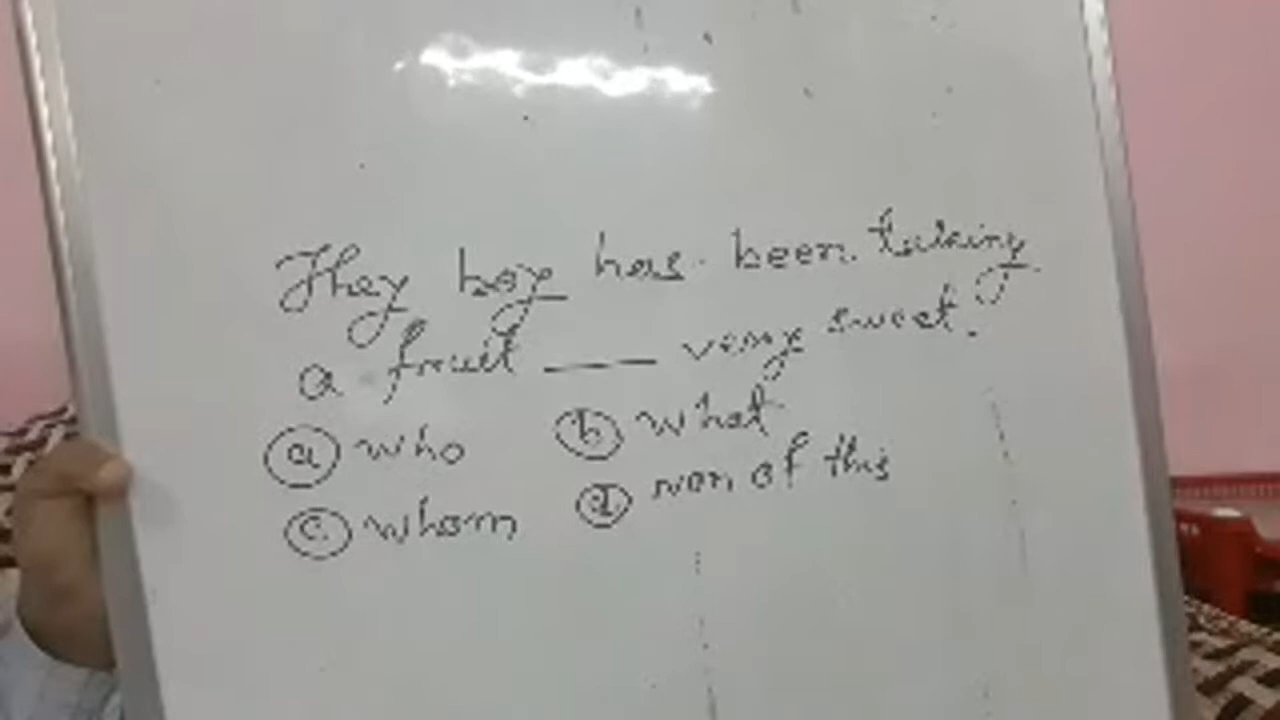 They boy has been taking
a fruit ___ very sweet.
(a) who (b) what
(c) whom (d) non of this